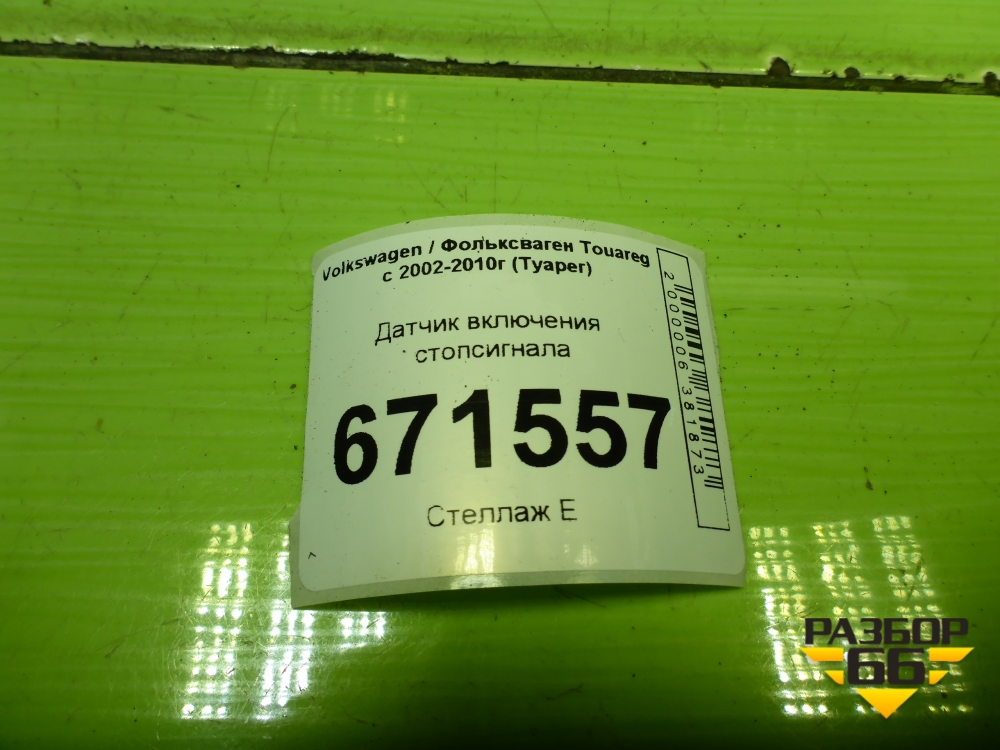 Volkswagen / Фольксваген Touareg
с 2002-2010г (Туарег)
Датчик включения
стопсигнала
671557
Стеллаж Е
2000006381873
РАЗБОР
66